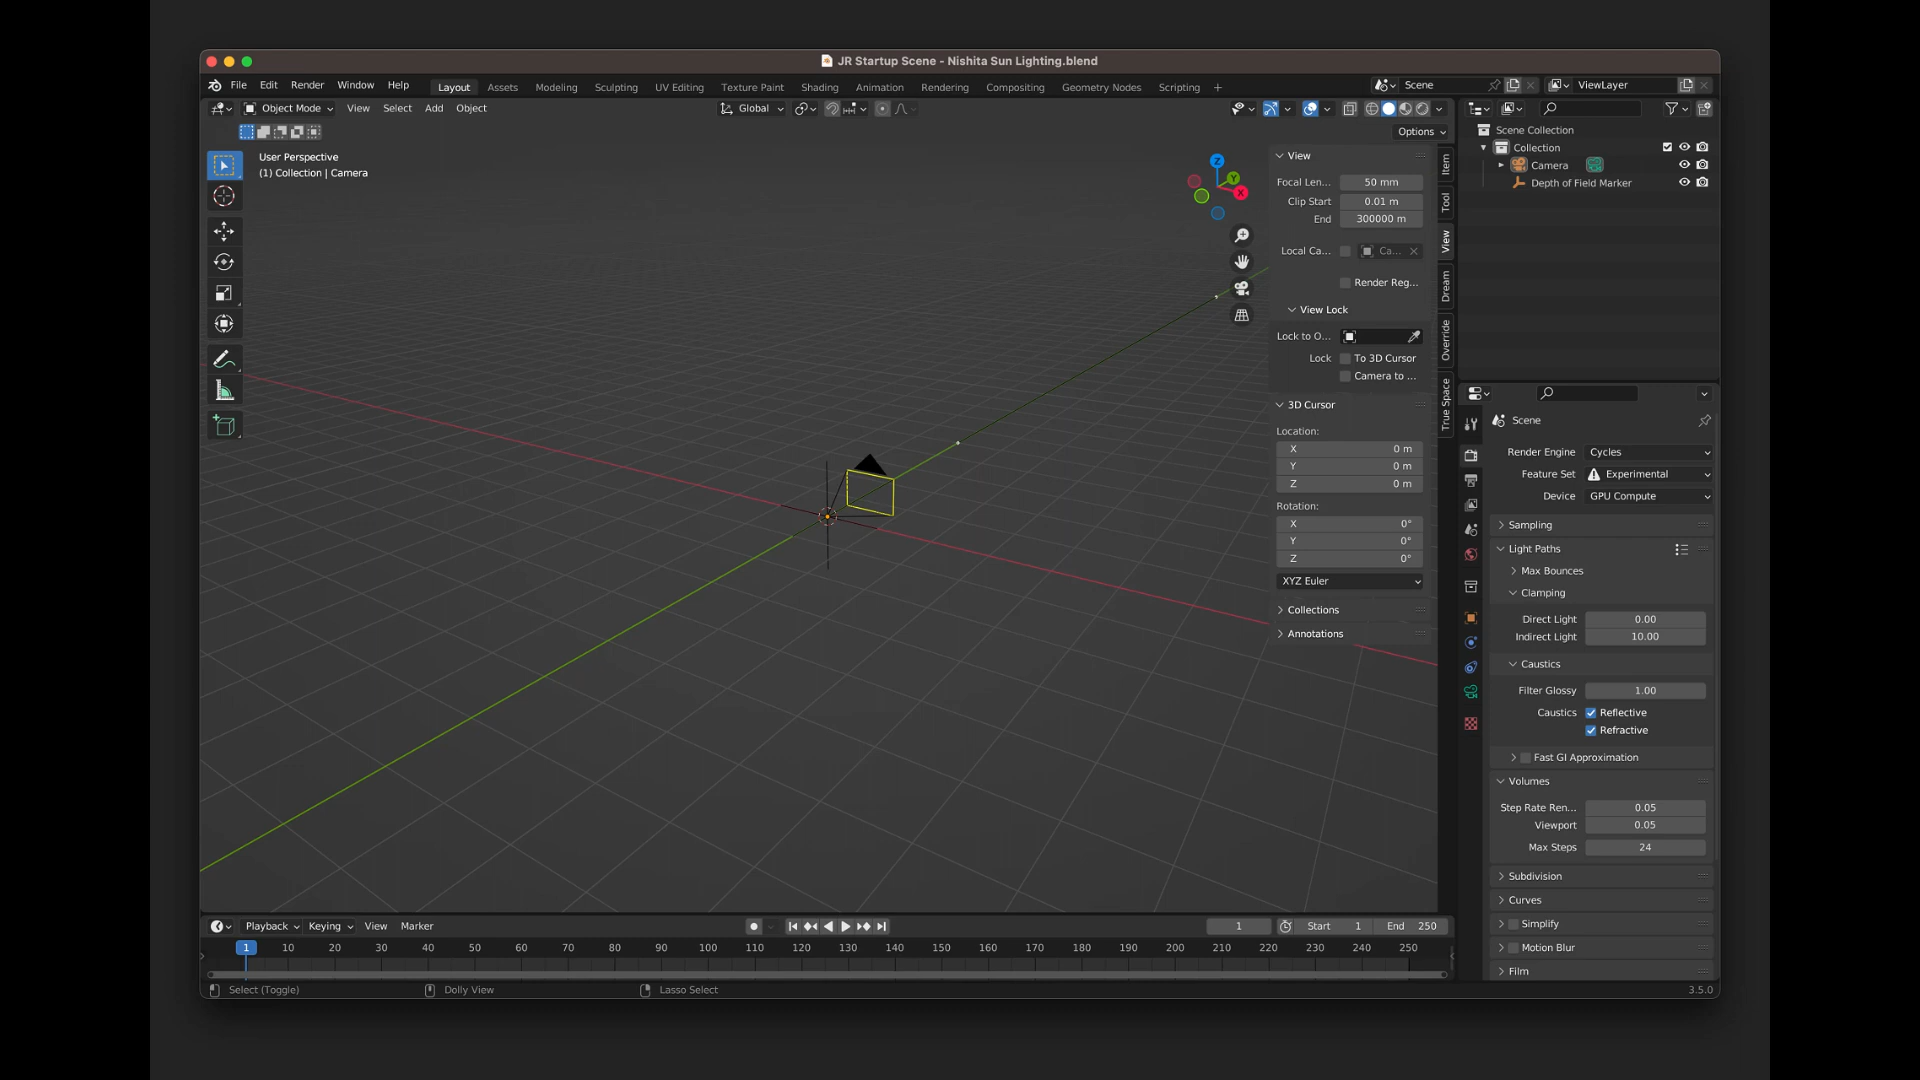 JR Startup Scene - Nishita Sun Lighting.blend
File Edit Render Window Help Layout Assets Modeling Sculpting UV Editing Texture Paint Shading Animation Rendering Compositing Geometry Nodes Scripting + Scene ViewLayer
Object Mode View Select Add Object Global
Options
User Perspective
(1) Collection | Camera
Z
Y
X
View
Focal Len... 50 mm
Clip Start 0.01 m
End 300000 m
Local Ca... Ca...
Render Reg...
View Lock
Lock to O...
Lock To 3D Cursor
Camera to ...
3D Cursor
Location:
X 0 m
Y 0 m
Z 0 m
Rotation:
X 0°
Y 0°
Z 0°
XYZ Euler
Collections
Annotations
Item
Tool
View
Dream
Override
True Space
Scene Collection
Collection
Camera
Depth of Field Marker
Scene
Render Engine Cycles
Feature Set Experimental
Device GPU Compute
Sampling
Light Paths
Max Bounces
Clamping
Direct Light 0.00
Indirect Light 10.00
Caustics
Filter Glossy 1.00
Caustics Reflective
Refractive
Fast GI Approximation
Volumes
Step Rate Ren... 0.05
Viewport 0.05
Max Steps 24
Subdivision
Curves
Simplify
Motion Blur
Film
Playback Keying View Marker 1 Start 1 End 250
1 10 20 30 40 50 60 70 80 90 100 110 120 130 140 150 160 170 180 190 200 210 220 230 240 250
Select (Toggle) Dolly View Lasso Select 3.5.0